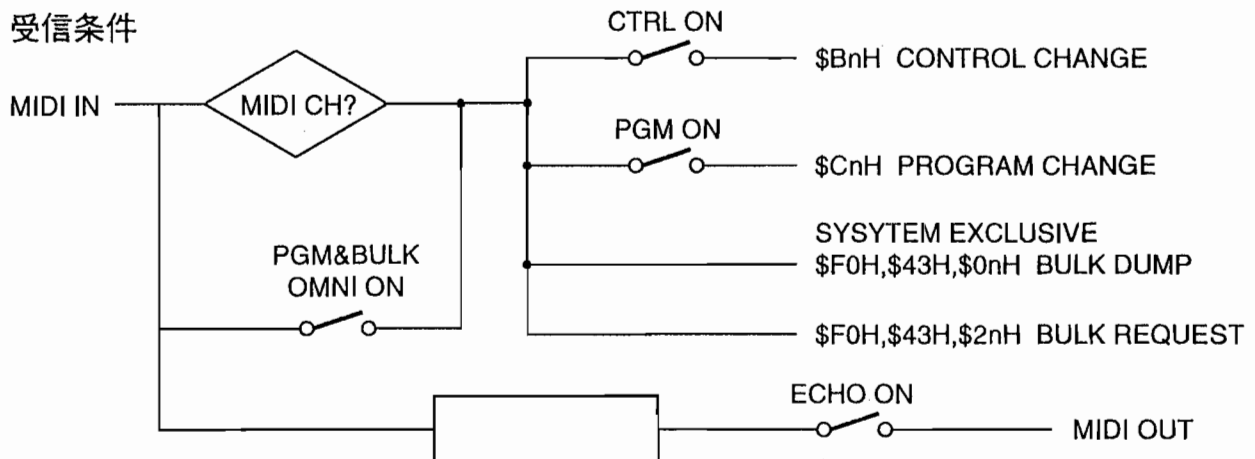 受信条件
CTRL ON
$BnH CONTROL CHANGE
MIDI IN
MIDI CH?
PGM ON
$CnH PROGRAM CHANGE
SYSYTEM EXCLUSIVE
$F0H,$43H,$0nH BULK DUMP
PGM&BULK
OMNI ON
$F0H,$43H,$2nH BULK REQUEST
ECHO ON
MIDI OUT